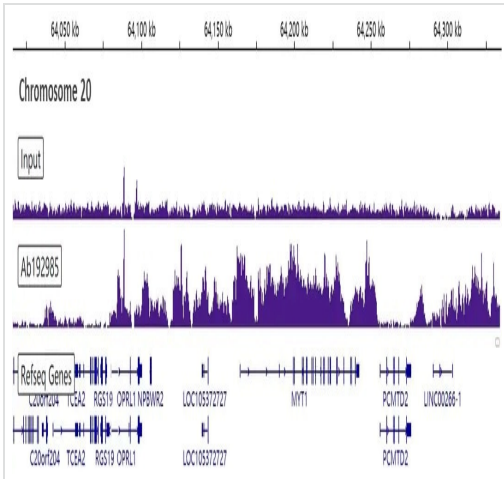 64,050 kb 64,100 kb 64,150 kb 64,200 kb 64,250 kb 64,300 kb
Chromosome 20
Input
Ab192985
Refseq Genes
C20orf204 TCEA2 RGS19 OPRL1 NPBWR2 LOC105372727 MYT1 PCMTD2 LINC00266-1
C20orf204 TCEA2 RGS19 OPRL1 LOC105372727 PCMTD2